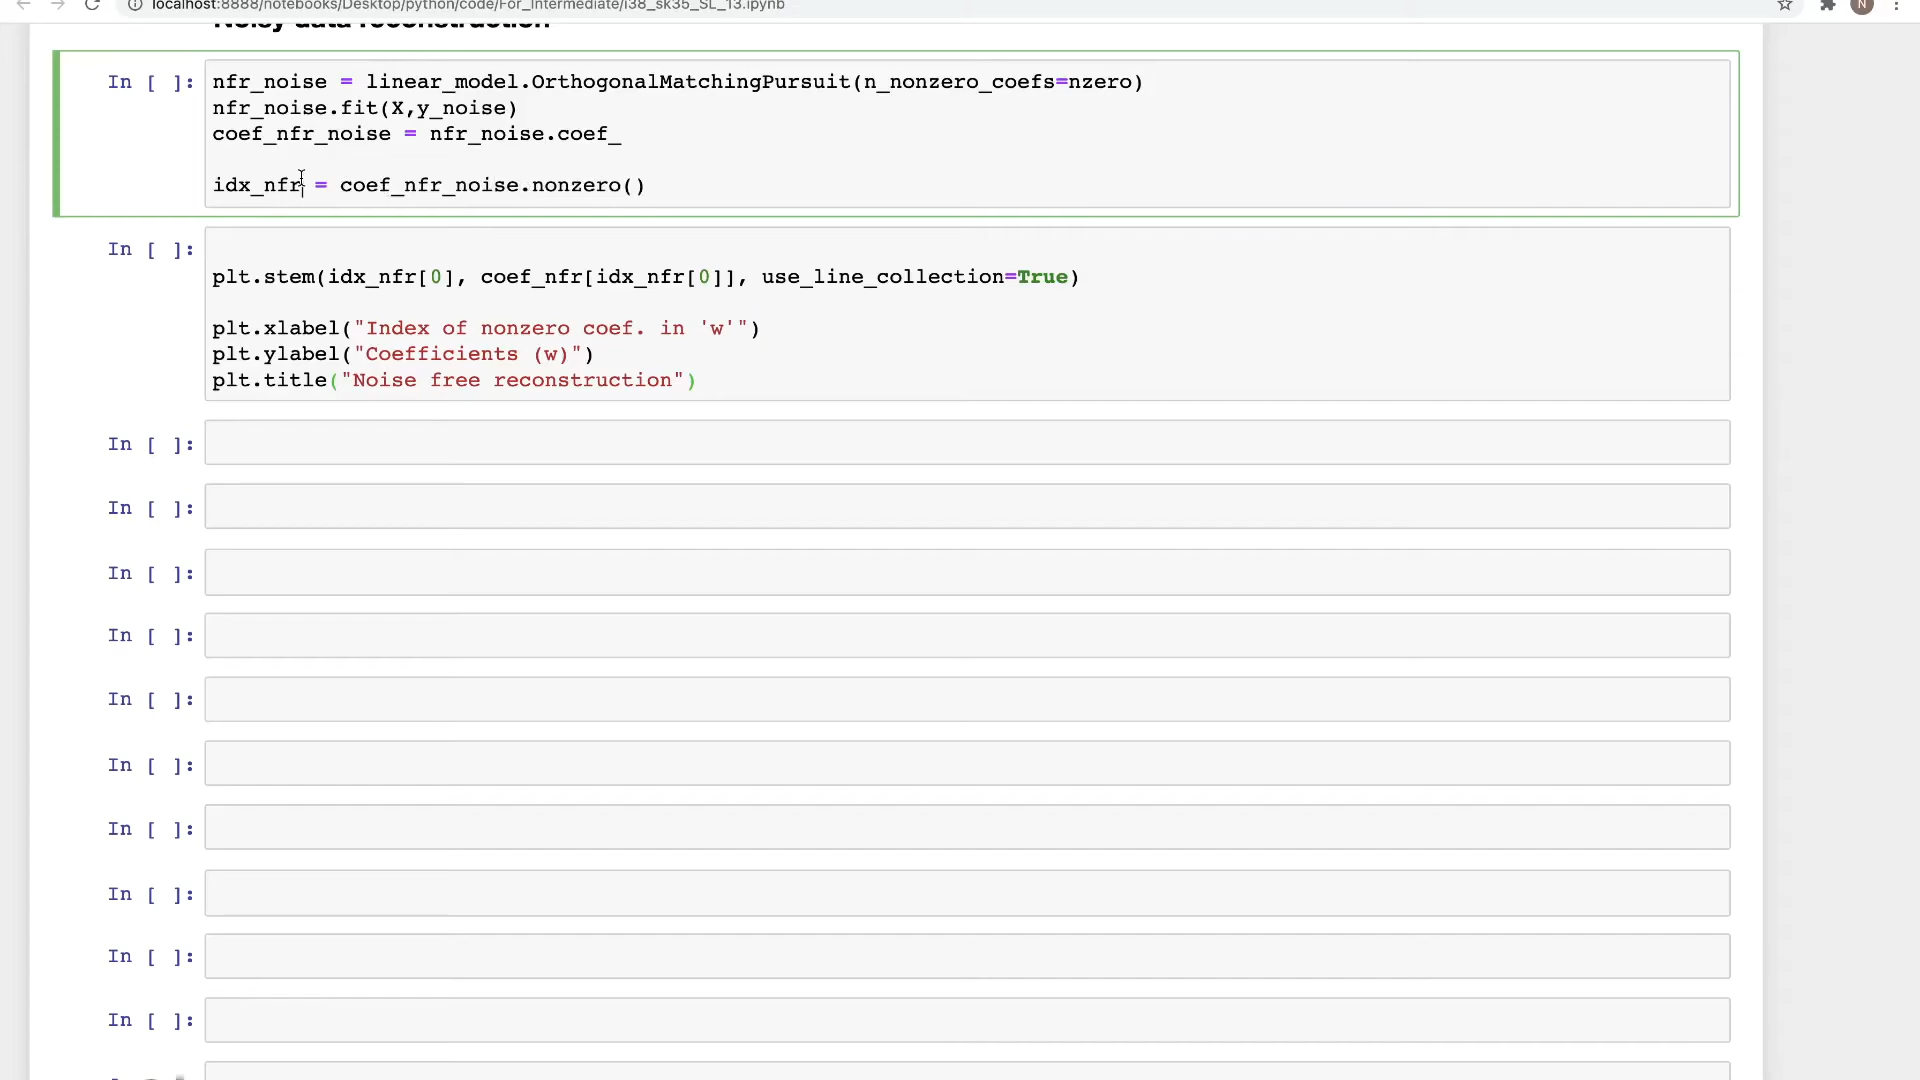 localhost:8888/notebooks/Desktop/python/code/For_Intermediate/i38_sk35_SL_13.ipynb
N
Noisy data reconstruction
In [ ]:
nfr_noise = linear_model.OrthogonalMatchingPursuit(n_nonzero_coefs=nzero)
nfr_noise.fit(X,y_noise)
coef_nfr_noise = nfr_noise.coef_
idx_nfr = coef_nfr_noise.nonzero()
In [ ]:
plt.stem(idx_nfr[0], coef_nfr[idx_nfr[0]], use_line_collection=True)
plt.xlabel("Index of nonzero coef. in 'w'")
plt.ylabel("Coefficients (w)")
plt.title("Noise free reconstruction")
In [ ]:
In [ ]:
In [ ]:
In [ ]:
In [ ]:
In [ ]:
In [ ]:
In [ ]:
In [ ]:
In [ ]: